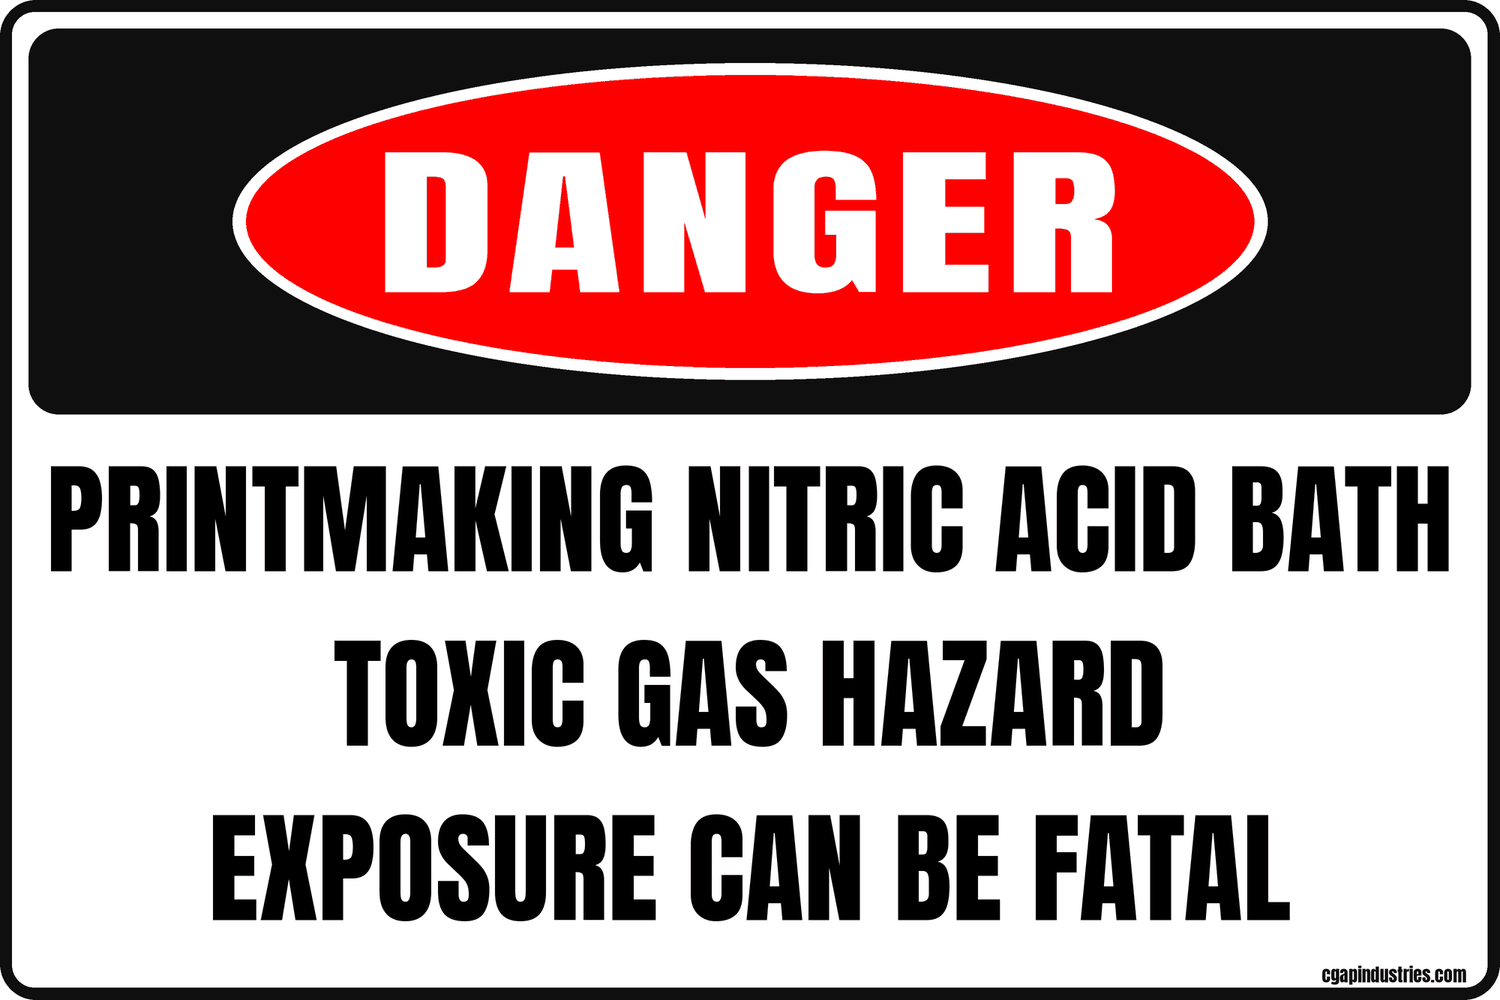 DANGER
PRINTMAKING NITRIC ACID BATH
TOXIC GAS HAZARD
EXPOSURE CAN BE FATAL
cgapindustries.com